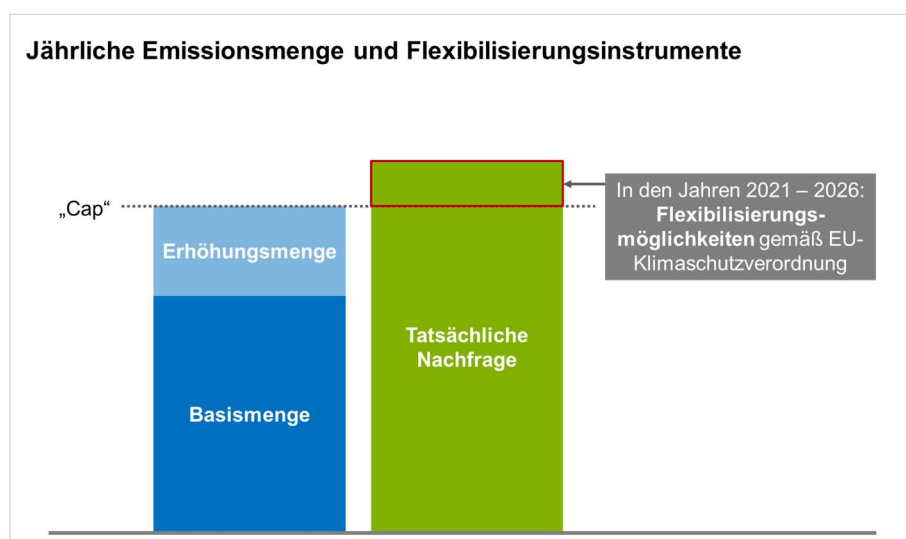 Jährliche Emissionsmenge und Flexibilisierungsinstrumente
„Cap“
Erhöhungsmenge
Basismenge
Tatsächliche
Nachfrage
In den Jahren 2021 – 2026:
Flexibilisierungs-
möglichkeiten gemäß EU-
Klimaschutzverordnung